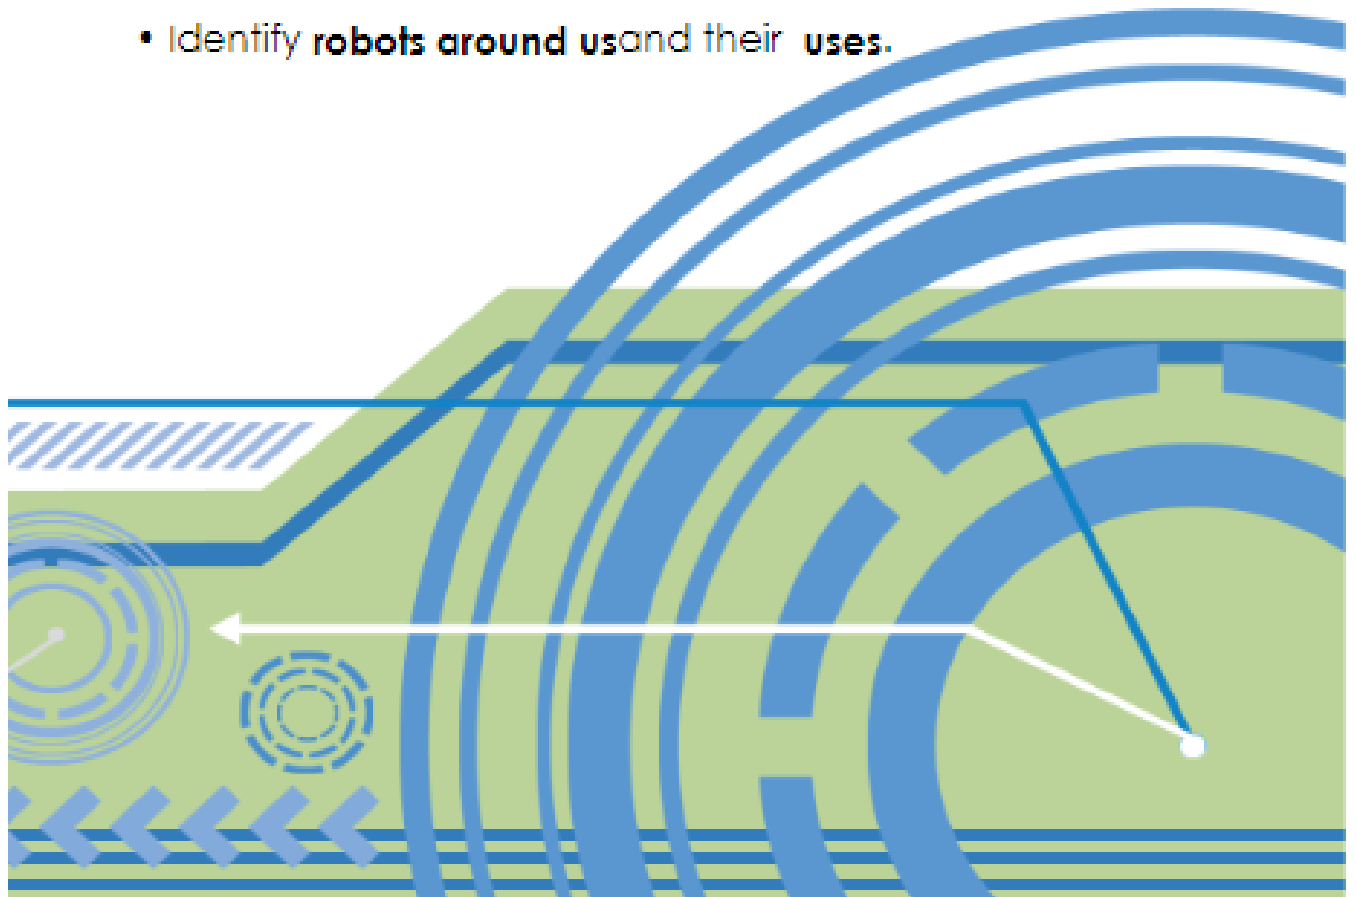 • Identify robots around usand their uses.